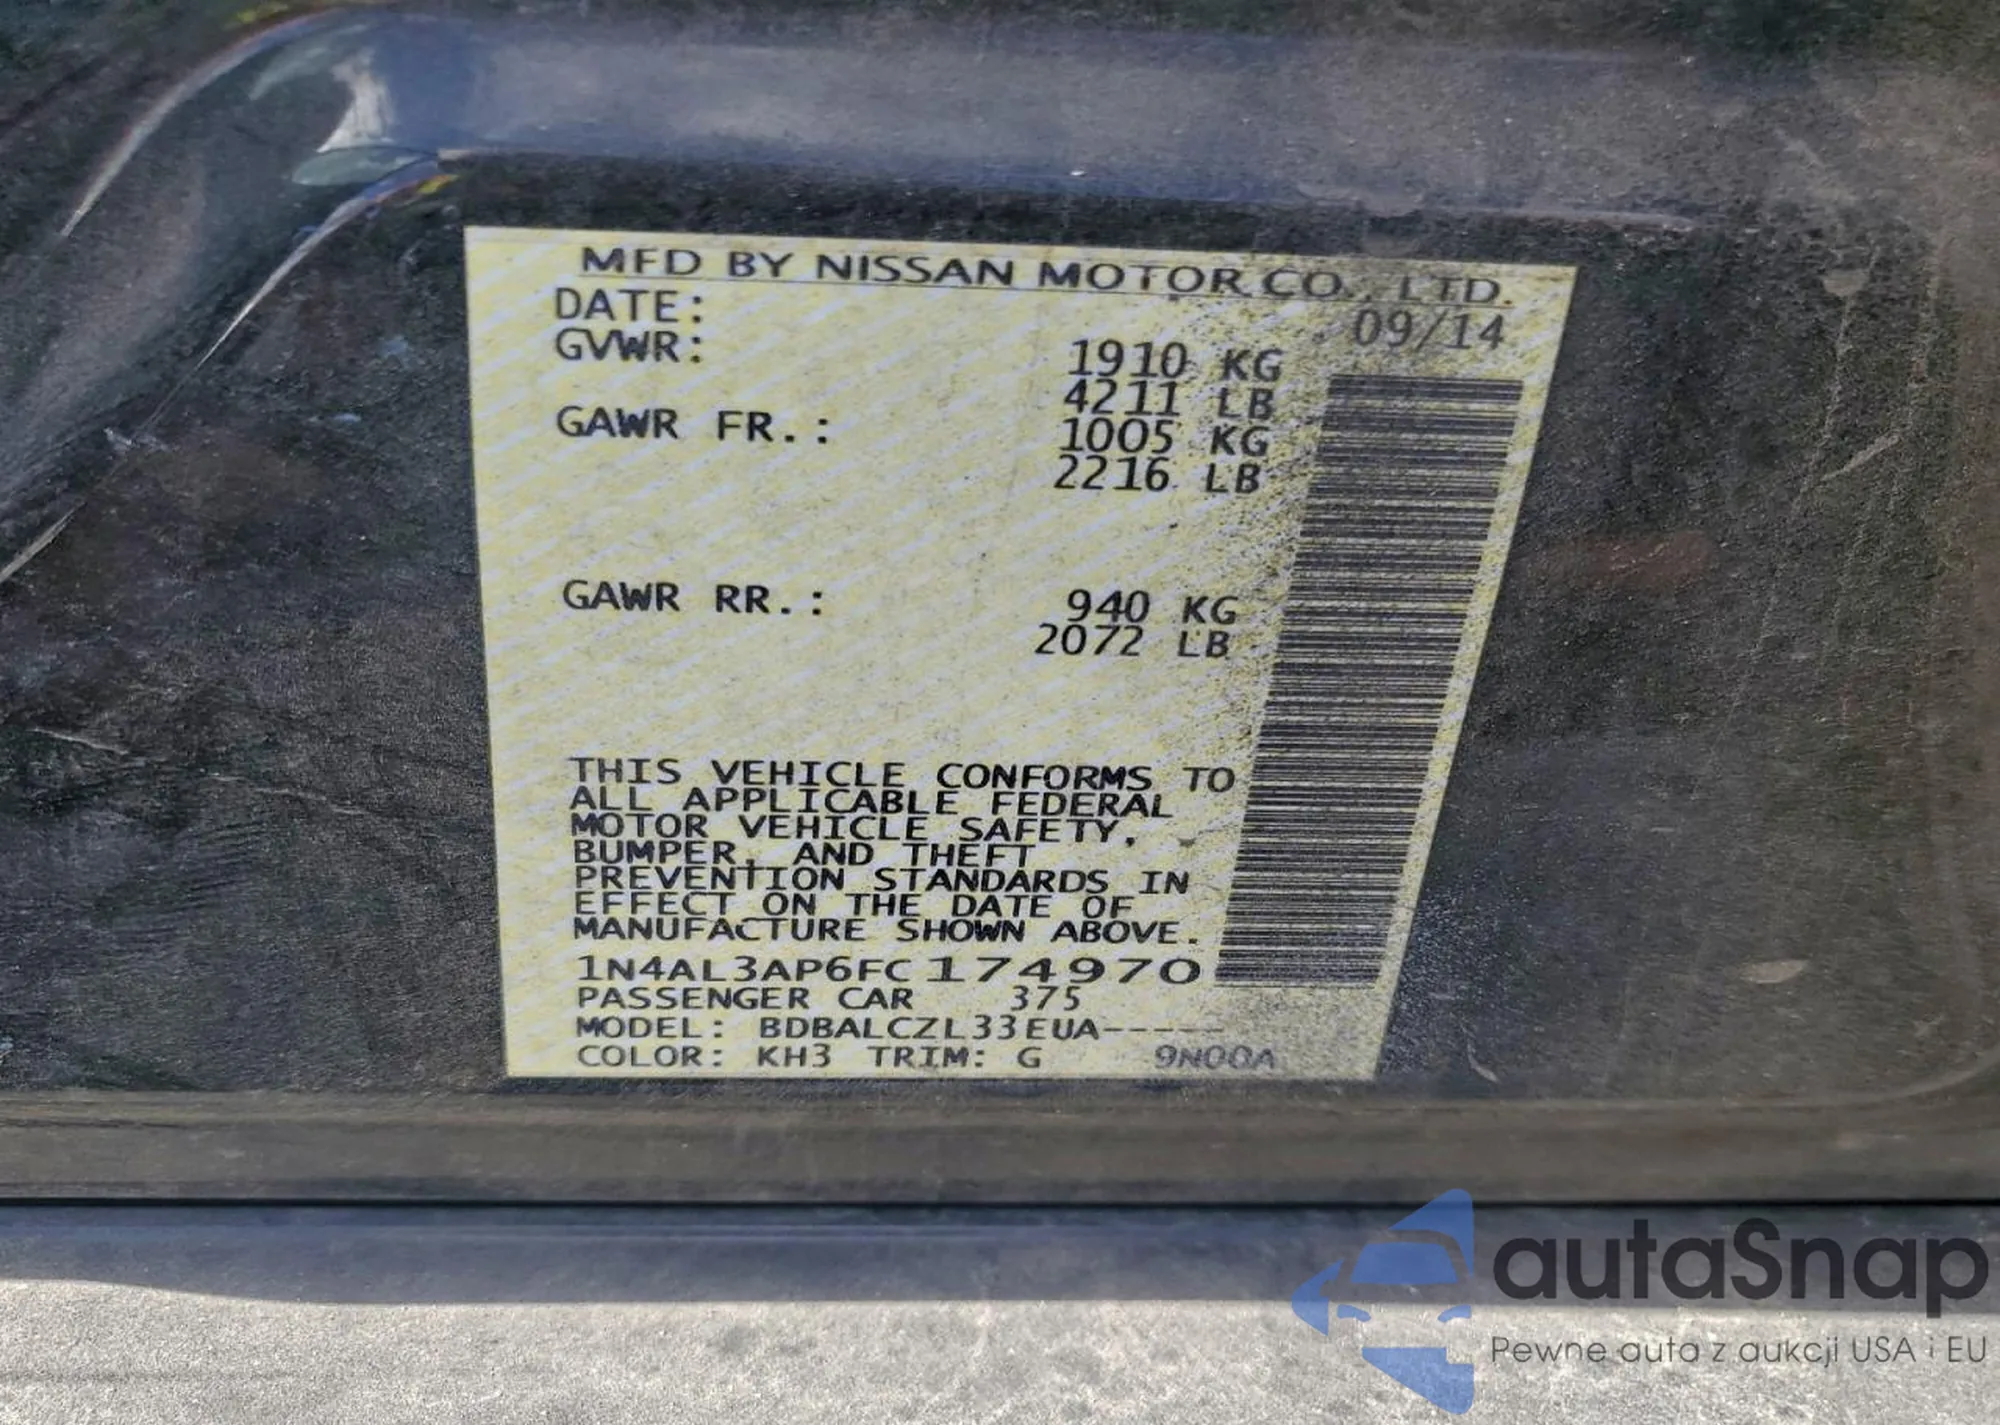 MFD BY NISSAN MOTOR CO., LTD.
DATE: 09/14
GVWR: 1910 KG
4211 LB
GAWR FR.: 1005 KG
2216 LB
GAWR RR.: 940 KG
2072 LB
THIS VEHICLE CONFORMS TO
ALL APPLICABLE FEDERAL
MOTOR VEHICLE SAFETY,
BUMPER, AND THEFT
PREVENTION STANDARDS IN
EFFECT ON THE DATE OF
MANUFACTURE SHOWN ABOVE.
1N4AL3AP6FC174970
PASSENGER CAR 375
MODEL: BDBALCZL33EUA-----
COLOR: KH3 TRIM: G 9N00A
autaSnap
Pewne auta z aukcji USA i EU